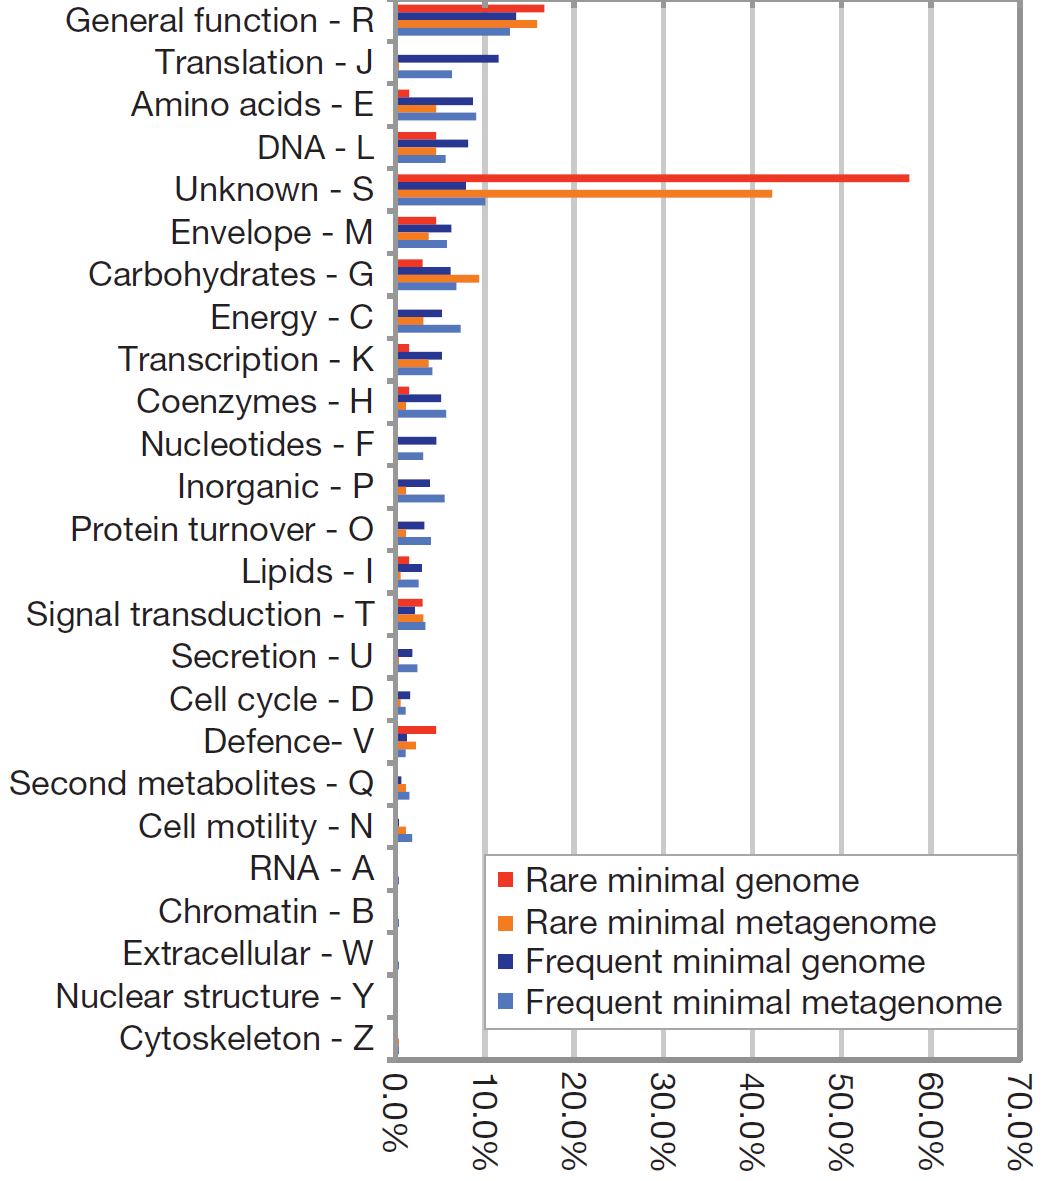 General function - R
Translation - J
Amino acids - E
DNA - L
Unknown - S
Envelope - M
Carbohydrates - G
Energy - C
Transcription - K
Coenzymes - H
Nucleotides - F
Inorganic - P
Protein turnover - O
Lipids - I
Signal transduction - T
Secretion - U
Cell cycle - D
Defence- V
Second metabolites - Q
Cell motility - N
RNA - A
Chromatin - B
Extracellular - W
Nuclear structure - Y
Cytoskeleton - Z
Rare minimal genome
Rare minimal metagenome
Frequent minimal genome
Frequent minimal metagenome
0.0%
10.0%
20.0%
30.0%
40.0%
50.0%
60.0%
70.0%